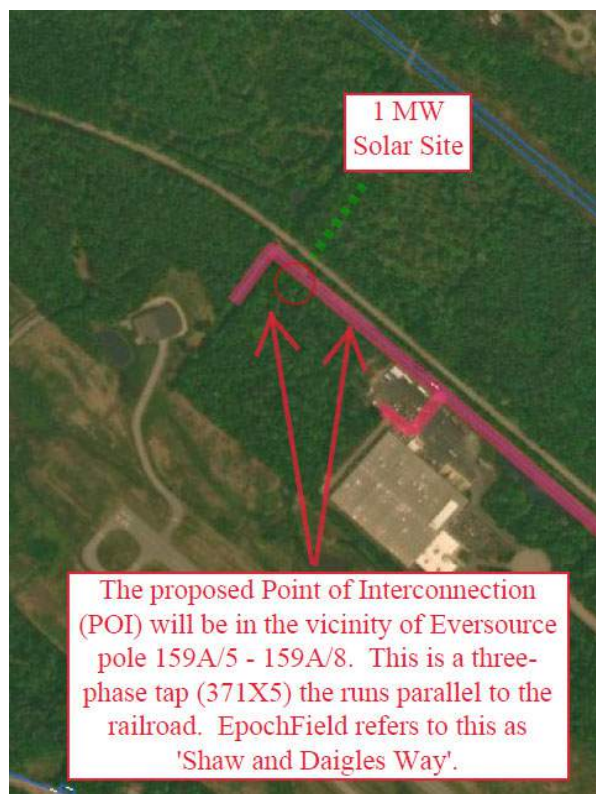 1 MW
Solar Site
The proposed Point of Interconnection
(POI) will be in the vicinity of Eversource
pole 159A/5 - 159A/8.  This is a three-
phase tap (371X5) the runs parallel to the
railroad.  EpochField refers to this as
'Shaw and Daigles Way'.